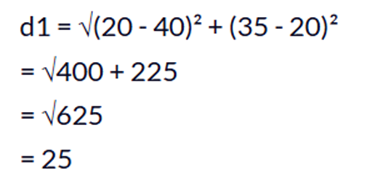 d1 = √(20 - 40)² + (35 - 20)²
= √400 + 225
= √625
= 25